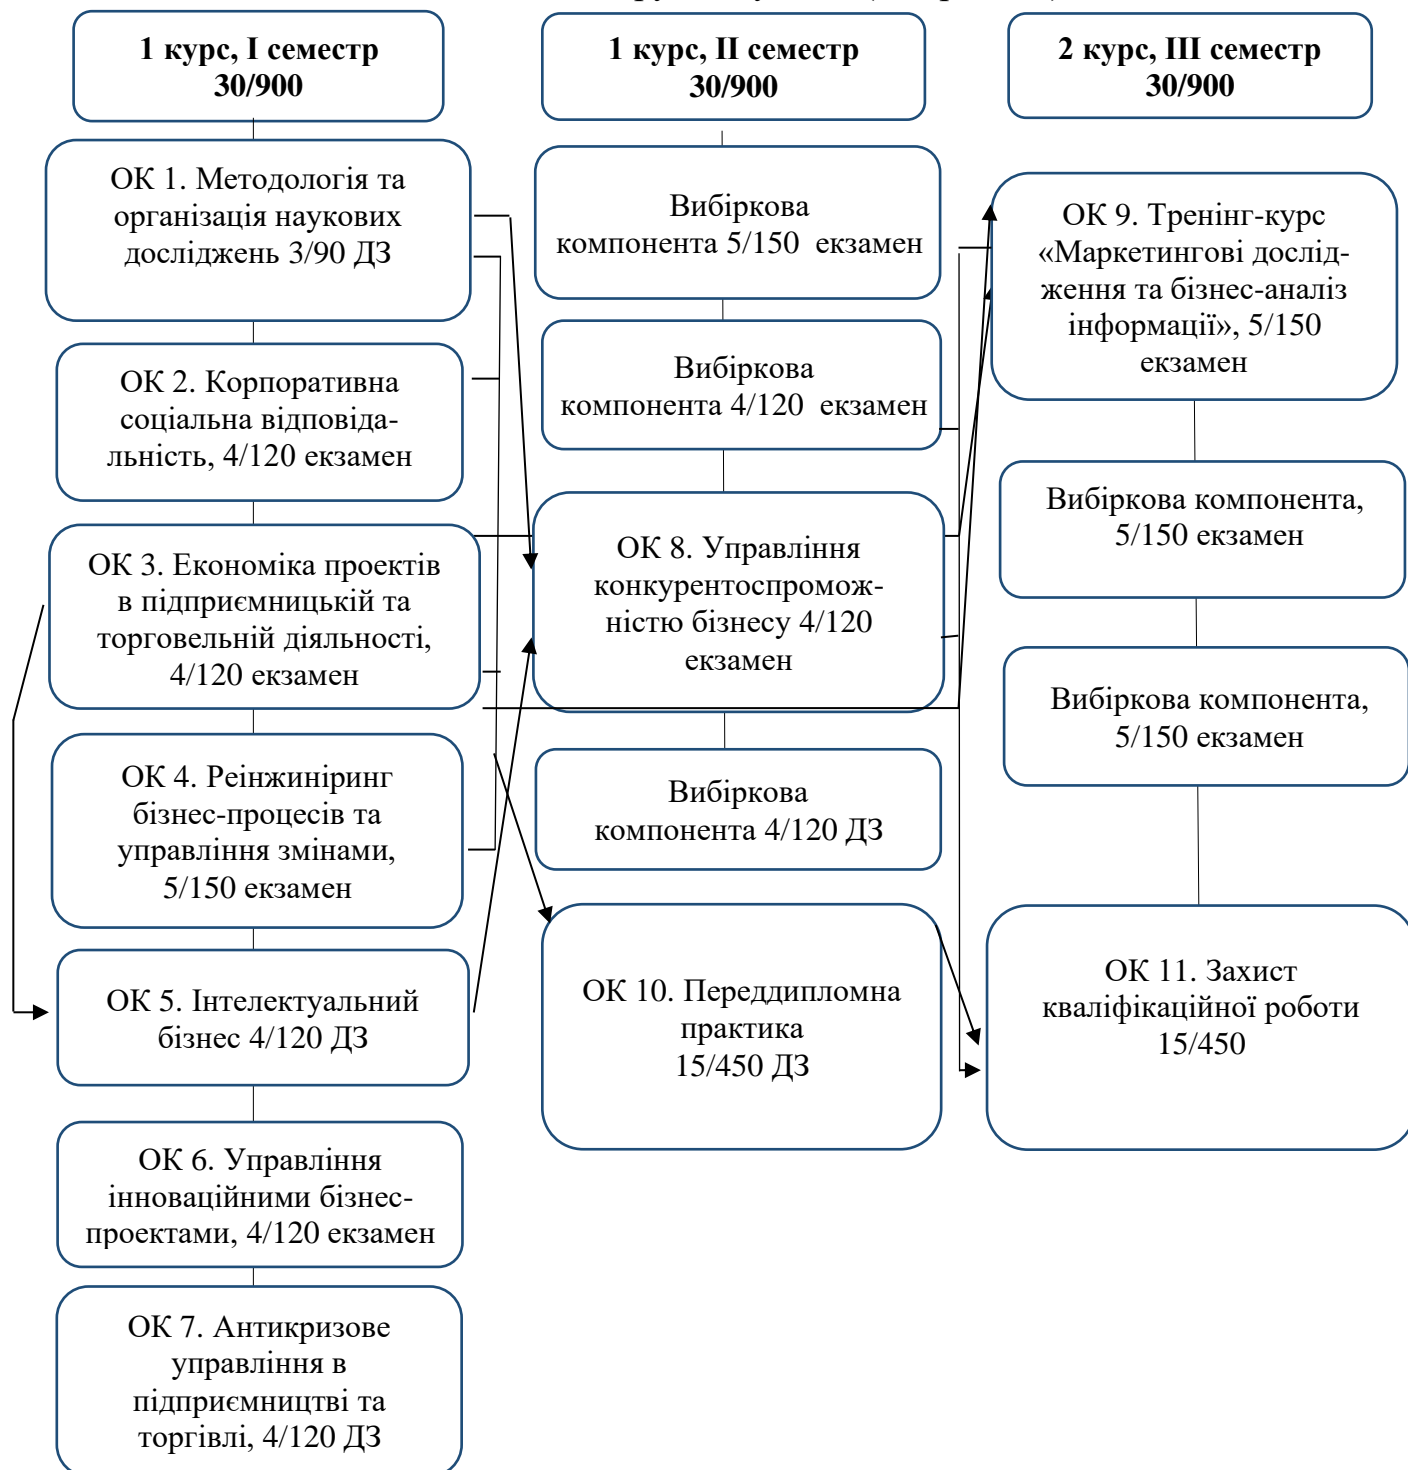 1 курс, І семестр
30/900
ОК 1. Методологія та
організація наукових
досліджень 3/90 ДЗ
ОК 2. Корпоративна
соціальна відповіда-
льність, 4/120 екзамен
ОК 3. Економіка проектів
в підприємницькій та
торговельній діяльності,
4/120 екзамен
ОК 4. Реінжиніринг
бізнес-процесів та
управління змінами,
5/150 екзамен
ОК 5. Інтелектуальний
бізнес 4/120 ДЗ
ОК 6. Управління
інноваційними бізнес-
проектами, 4/120 екзамен
ОК 7. Антикризове
управління в
підприємництві та
торгівлі, 4/120 ДЗ
1 курс, ІІ семестр
30/900
Вибіркова
компонента 5/150 екзамен
Вибіркова
компонента 4/120 екзамен
ОК 8. Управління
конкурентоспромож-
ністю бізнесу 4/120
екзамен
Вибіркова
компонента 4/120 ДЗ
ОК 10. Переддипломна
практика
15/450 ДЗ
2 курс, ІІІ семестр
30/900
ОК 9. Тренінг-курс
«Маркетингові дослід-
ження та бізнес-аналіз
інформації», 5/150
екзамен
Вибіркова компонента,
5/150 екзамен
Вибіркова компонента,
5/150 екзамен
ОК 11. Захист
кваліфікаційної роботи
15/450